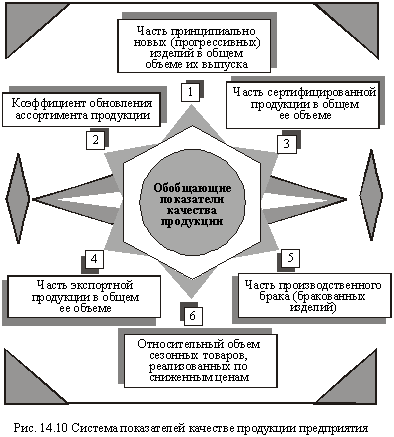 Часть принципиально
новых (прогрессивных)
изделий в общем
объеме их выпуска
1
Коэффициент обновления
ассортимента продукции
2
Часть сертифицированной
продукции в общем
ее объеме
3
Обобщающие
показатели
качества
продукции
4
Часть экспортной
продукции в общем
ее объеме
5
Часть производственного
брака (бракованных
изделий)
6
Относительный объем
сезонных товаров,
реализованных по
сниженным ценам
Рис. 14.10 Система показателей качестве продукции предприятия